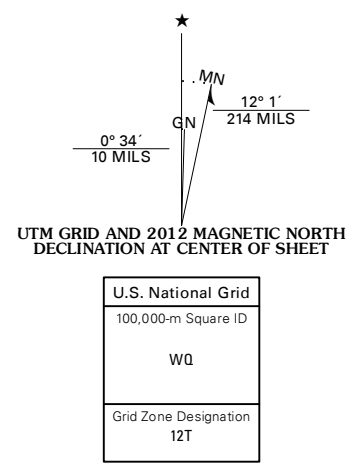 ★
MN
12° 1´
214 MILS
GN
0° 34´
10 MILS
UTM GRID AND 2012 MAGNETIC NORTH
DECLINATION AT CENTER OF SHEET
U.S. National Grid
100,000-m Square ID
WQ
Grid Zone Designation
12T